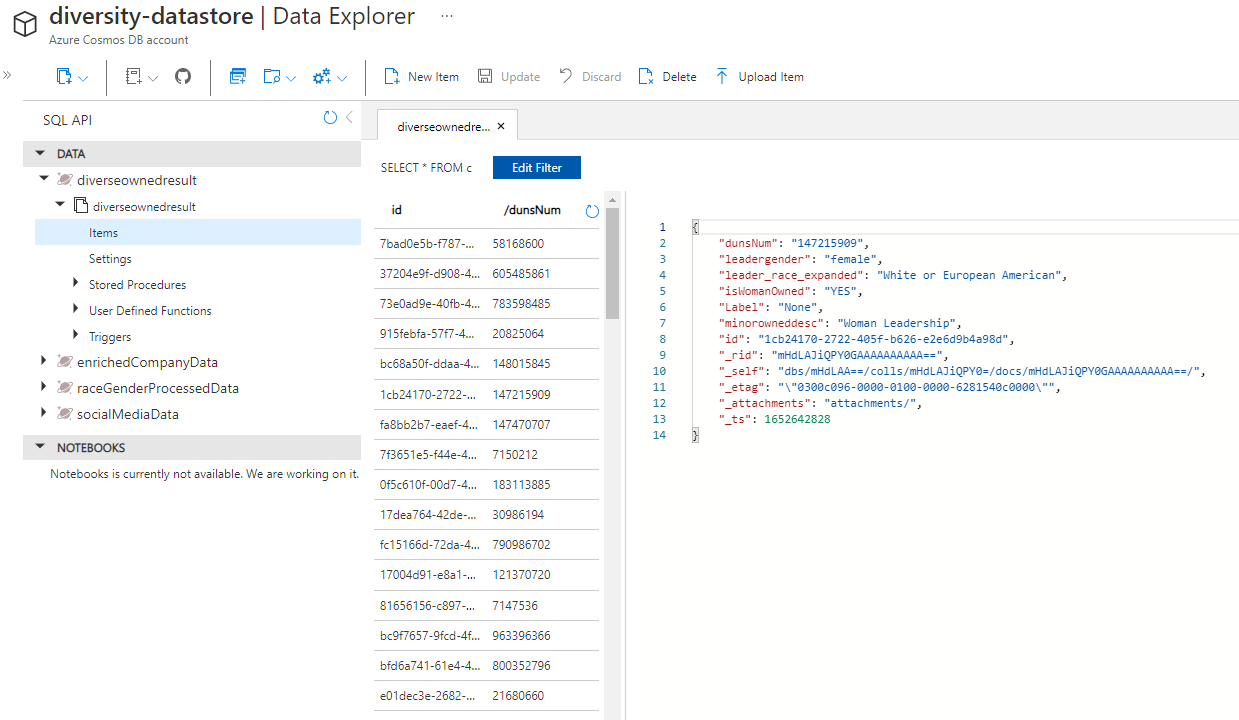 diversity-datastore | Data Explorer ...
Azure Cosmos DB account
New Item Update Discard Delete Upload Item
SQL API
DATA
diverseownedresult
diverseownedresult
Items
Settings
Stored Procedures
User Defined Functions
Triggers
enrichedCompanyData
raceGenderProcessedData
socialMediaData
NOTEBOOKS
Notebooks is currently not available. We are working on it.
diverseownedre...
SELECT * FROM c Edit Filter
id /dunsNum
7bad0e5b-f787-... 58168600
37204e9f-d908-4... 605485861
73e0ad9e-40fb-4... 783598485
915febfa-57f7-4... 20825064
bc68a50f-ddaa-4... 148015845
1cb24170-2722-... 147215909
fa8bb2b7-eaef-4... 147470707
7f3651e5-f44e-4... 7150212
0f5c610f-00d7-4... 183113885
17dea764-42de-... 30986194
fc15166d-72da-4... 790986702
17004d91-e8a1-... 121370720
81656156-c897-... 7147536
bc9f7657-9fcd-4f... 963396366
bfd6a741-61e4-4... 800352796
e01dec3e-2682-... 21680660
1 {
2 "dunsNum": "147215909",
3 "leadergender": "female",
4 "leader_race_expanded": "White or European American",
5 "isWomanOwned": "YES",
6 "Label": "None",
7 "minorowneddesc": "Woman Leadership",
8 "id": "1cb24170-2722-405f-b626-e2e6d9b4a98d",
9 "_rid": "mHdLAJiQPY0GAAAAAAAAAA==",
10 "_self": "dbs/mHdLAA==/colls/mHdLAJiQPY0=/docs/mHdLAJiQPY0GAAAAAAAAAA==/",
11 "_etag": "\"0300c096-0000-0100-0000-6281540c0000\"",
12 "_attachments": "attachments/",
13 "_ts": 1652642828
14 }